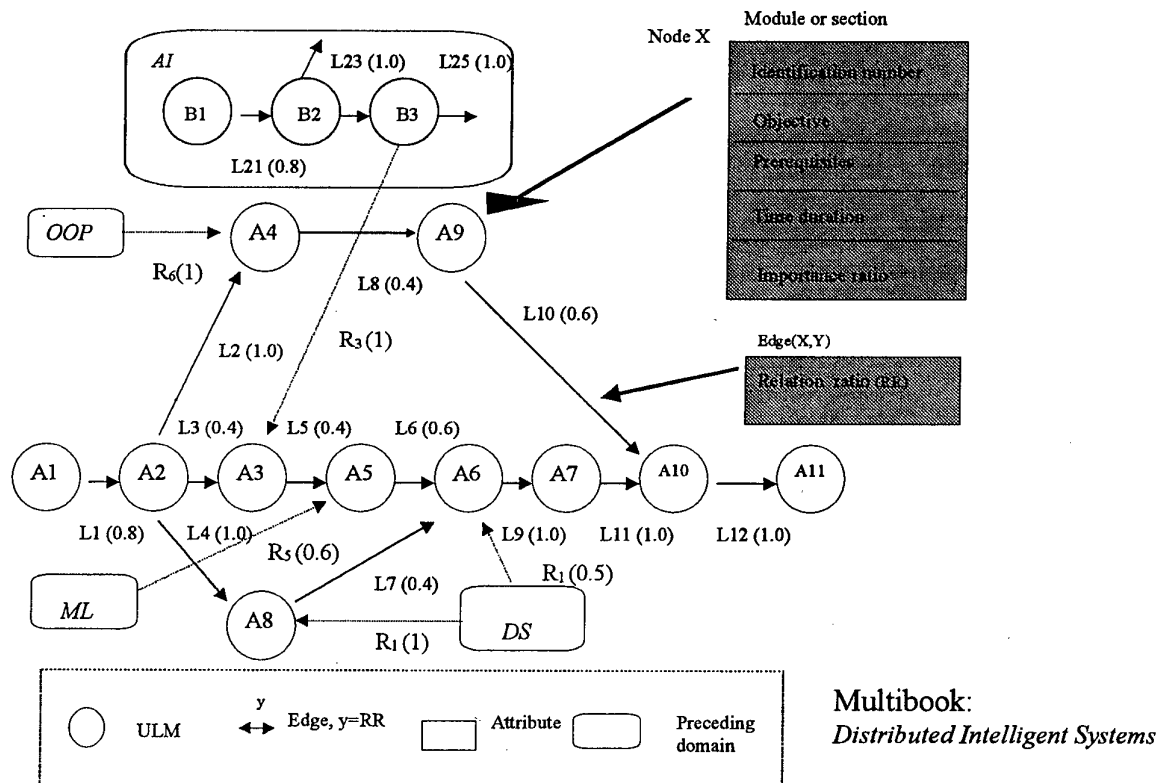 Module or section
Node X
Identification number
Objective
Prerequisites
Time duration
Importance ratio
AI
L23 (1.0)
L25 (1.0)
B1
B2
B3
L21 (0.8)
OOP
A4
A9
R6(1)
L8 (0.4)
L10 (0.6)
L2 (1.0)
R3(1)
Edge(X,Y)
Relation ratio (RR)
L3 (0.4)
L5 (0.4)
L6 (0.6)
A1
A2
A3
A5
A6
A7
A10
A11
L1 (0.8)
L4 (1.0)
R5(0.6)
L9 (1.0)
L11 (1.0)
L12 (1.0)
ML
L7 (0.4)
R1(0.5)
A8
DS
R1(1)
ULM
y
Edge, y=RR
Attribute
Preceding
domain
Multibook:
Distributed Intelligent Systems